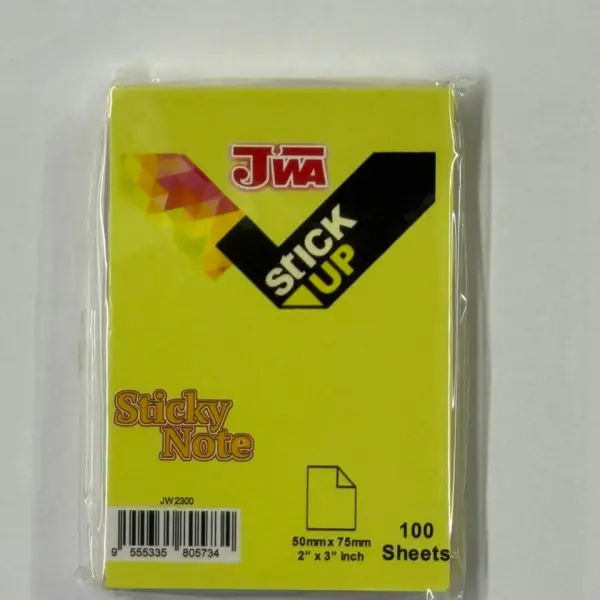 JWA
Stick
UP
Sticky
Note
JW2300
9 555335 805734
50mm x 75mm
2" x 3" inch
100
Sheets